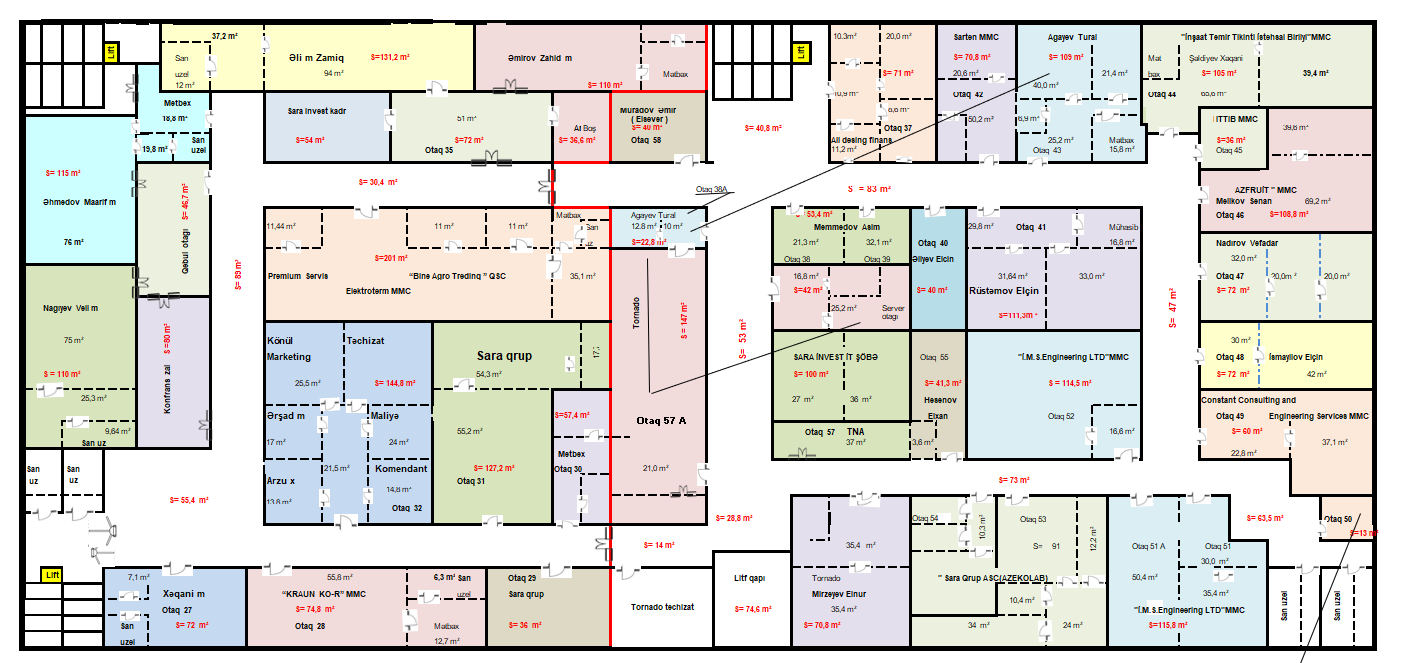 37,2 m²
San
uzel
12 m²
Əli m Zamiq
S=131,2 m²
94 m²
Əmirov Zahid m
S= 110 m²
Mətbəx
Lift
Lift
Metbex
18,8 m²
19,8 m²
San
uzel
Sara invest kadr
S=54 m²
51 m²
S=72 m²
Otaq 35
At Boş
S= 36,6 m²
Muradov Əmir
( Elsever )
S= 40 m²
Otaq 58
S= 40,8 m²
10.3m²
20,0 m²
S= 71 m²
10,9 m²
6,6 m²
Otaq 37
Ali desing finans
11,2 m²
Sarten MMC
S= 70,8 m²
20,6 m²
Otaq 42
50,2 m²
Agayev Tural
S= 109 m²
21,4 m²
40,0 m²
6,9 m²
25,2 m²
Otaq 43
Mətbəx
15,8 m²
"İnşaat Temir Tikinti İstehsal Birliyi"MMC
Mət
bəx
Şaldiyev Xəqani
S= 105 m²
39,4 m²
Otaq 44
65,6 m²
ITTIB MMC
S=36 m²
Otaq 45
39,6 m²
AZFRUİT " MMC
Melikov Sənan
69,2 m²
Otaq 46
S=108,8 m²
S= 115 m²
Əhmedov Maarif m
76 m²
S= 46,7 m²
Qebul otagı
S= 83 m²
S= 30,4 m²
Otaq 38A
S = 83 m²
11,44 m²
11 m²
11 m²
S=201 m²
Premium Servis
"Bine Agro Treding " QSC
Elektroterm MMC
Mətbəx
San
uz
35,1 m²
Agayev Tural
12.8 m²
10 m²
S=22,8 m²
Tornado
S = 147 m²
S= 53 m²
S= 53,4 m²
Memmedov Asim
21,3 m²
32,1 m²
Otaq 38
Otaq 39
16,8 m²
S=42 m²
25,2 m²
Server
otagı
Otaq 40
Əliyev Elcin
S= 40 m²
29,8 m²
Otaq 41
Mühasib
16,8 m²
31,64 m²
33,0 m²
Rüstəmov Elçin
S=111,3m²
S= 47 m²
Nadirov Vefadar
32,0 m²
Otaq 47
20,0m²
20,0 m²
S= 72 m²
Nagıyev Veli m
75 m²
S= 110 m²
25,3 m²
9,64 m²
San uz
Konfrans zal
S =80 m²
Könül
Marketing
25,5 m²
Təchizat
S= 144,8 m²
Ərşad m
17 m²
Maliyə
24 m²
Arzu x
13,8 m²
21,5 m²
Komendant
14,8 m²
Otaq 32
Sara qrup
54,3 m²
17,7
55,2 m²
S= 127,2 m²
Otaq31
S=57,4 m²
Mətbəx
Otaq 30
Otaq 57 A
21,0 m²
SARA İNVEST İT ŞÖBƏ
S= 100 m²
27 m²
36 m²
Otaq 57
TNA
37 m²
Otaq 55
S= 41,3 m²
Hesenov
Elxan
3,6 m²
"I.M.S.Engineering LTD"MMC
S = 114,5 m²
Otaq 52
16,6 m²
30 m²
Otaq 48
İsmayilov Elçin
S= 72 m²
42 m²
Constant Consulting and
Engineering Services MMC
Otaq 49
S= 60 m²
22,8 m²
37,1 m²
San
uz
San
uz
S= 55,4 m²
S= 28,8 m²
S= 14 m²
S= 73 m²
S= 63,5 m²
Otaq 50
S=13 m²
Lift
7,1 m²
Xəqani m
Otaq 27
San
uzel
S= 72 m²
55,8 m²
"KRAUN KO-R" MMC
S= 74,8 m²
Otaq 28
6,3 m²
San
uzel
Mətbəx
12,7 m²
Otaq 29
Sara qrup
S= 36 m²
Tornado techizat
Litf qapı
S= 74,6 m²
35,4 m²
Tornado
Mirzeyev Elnur
35,4 m²
S= 70,8 m²
Otaq 54
10,3 m²
Otaq 53
S= 91
12,2 m²
" Sara Qrup ASC(AZEKOLAB)
10,4 m²
34 m²
24 m²
Otaq 51 A
50,4 m²
Otaq 51
30,0 m²
35,4 m²
"I.M.S.Engineering LTD"MMC
S=115,8 m²
San uzel
San uzel